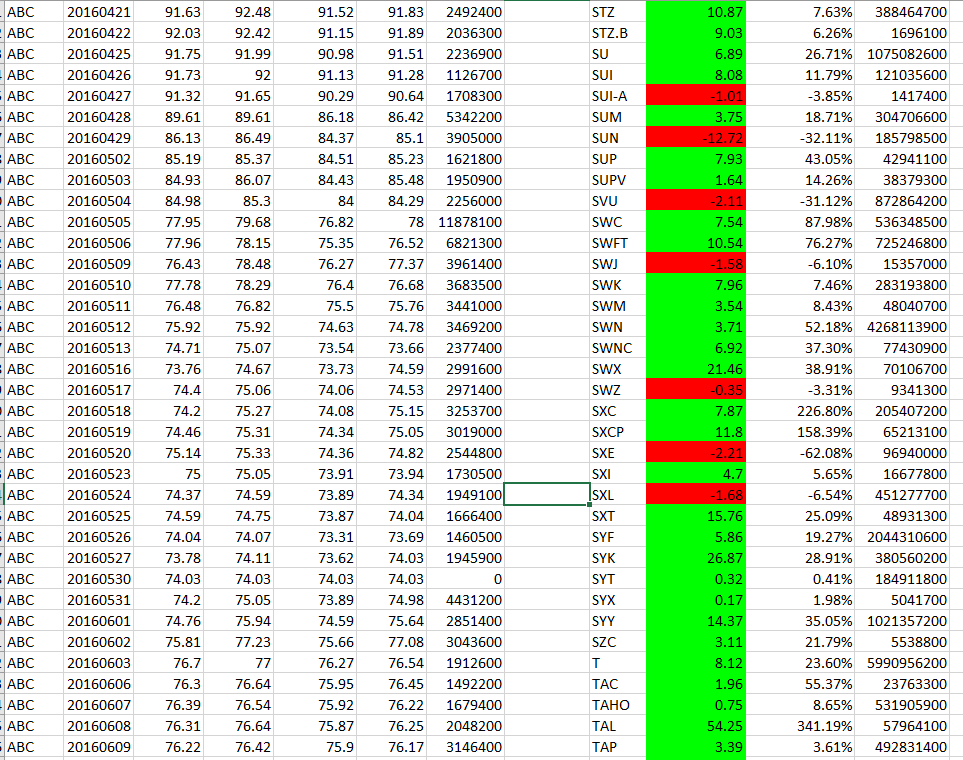 ABC 20160421 91.63 92.48 91.52 91.83 2492400 STZ 10.87 7.63% 388464700
ABC 20160422 92.03 92.42 91.15 91.89 2036300 STZ.B 9.03 6.26% 1696100
ABC 20160425 91.75 91.99 90.98 91.51 2236900 SU 6.89 26.71% 1075082600
ABC 20160426 91.73 92 91.13 91.28 1126700 SUI 8.08 11.79% 121035600
ABC 20160427 91.32 91.65 90.29 90.64 1708300 SUI-A -1.01 -3.85% 1417400
ABC 20160428 89.61 89.61 86.18 86.42 5342200 SUM 3.75 18.71% 304706600
ABC 20160429 86.13 86.49 84.37 85.1 3905000 SUN -12.72 -32.11% 185798500
ABC 20160502 85.19 85.37 84.51 85.23 1621800 SUP 7.93 43.05% 42941100
ABC 20160503 84.93 86.07 84.43 85.48 1950900 SUPV 1.64 14.26% 38379300
ABC 20160504 84.98 85.3 84 84.29 2256000 SVU -2.11 -31.12% 872864200
ABC 20160505 77.95 79.68 76.82 78 11878100 SWC 7.54 87.98% 536348500
ABC 20160506 77.96 78.15 75.35 76.52 6821300 SWFT 10.54 76.27% 725246800
ABC 20160509 76.43 78.48 76.27 77.37 3961400 SWJ -1.58 -6.10% 15357000
ABC 20160510 77.78 78.29 76.4 76.68 3683500 SWK 7.96 7.46% 283193800
ABC 20160511 76.48 76.82 75.5 75.76 3441000 SWM 3.54 8.43% 48040700
ABC 20160512 75.92 75.92 74.63 74.78 3469200 SWN 3.71 52.18% 4268113900
ABC 20160513 74.71 75.07 73.54 73.66 2377400 SWNC 6.92 37.30% 77430900
ABC 20160516 73.76 74.67 73.73 74.59 2991600 SWX 21.46 38.91% 70106700
ABC 20160517 74.4 75.06 74.06 74.53 2971400 SWZ -0.35 -3.31% 9341300
ABC 20160518 74.2 75.27 74.08 75.15 3253700 SXC 7.87 226.80% 205407200
ABC 20160519 74.46 75.31 74.34 75.05 3019000 SXCP 11.8 158.39% 65213100
ABC 20160520 75.14 75.33 74.36 74.82 2544800 SXE -2.21 -62.08% 96940000
ABC 20160523 75 75.05 73.91 73.94 1730500 SXI 4.7 5.65% 16677800
ABC 20160524 74.37 74.59 73.89 74.34 1949100 SXL -1.68 -6.54% 451277700
ABC 20160525 74.59 74.75 73.87 74.04 1666400 SXT 15.76 25.09% 48931300
ABC 20160526 74.04 74.07 73.31 73.69 1460500 SYF 5.86 19.27% 2044310600
ABC 20160527 73.78 74.11 73.62 74.03 1945900 SYK 26.87 28.91% 380560200
ABC 20160530 74.03 74.03 74.03 74.03 0 SYT 0.32 0.41% 184911800
ABC 20160531 74.2 75.05 73.89 74.98 4431200 SYX 0.17 1.98% 5041700
ABC 20160601 74.76 75.94 74.59 75.64 2851400 SYY 14.37 35.05% 1021357200
ABC 20160602 75.81 77.23 75.66 77.08 3043600 SZC 3.11 21.79% 5538800
ABC 20160603 76.7 77 76.27 76.54 1912600 T 8.12 23.60% 5990956200
ABC 20160606 76.3 76.64 75.95 76.45 1492200 TAC 1.96 55.37% 23763300
ABC 20160607 76.39 76.54 75.92 76.22 1679400 TAHO 0.75 8.65% 531905900
ABC 20160608 76.31 76.64 75.87 76.25 2048200 TAL 54.25 341.19% 57964100
ABC 20160609 76.22 76.42 75.9 76.17 3146400 TAP 3.39 3.61% 492831400